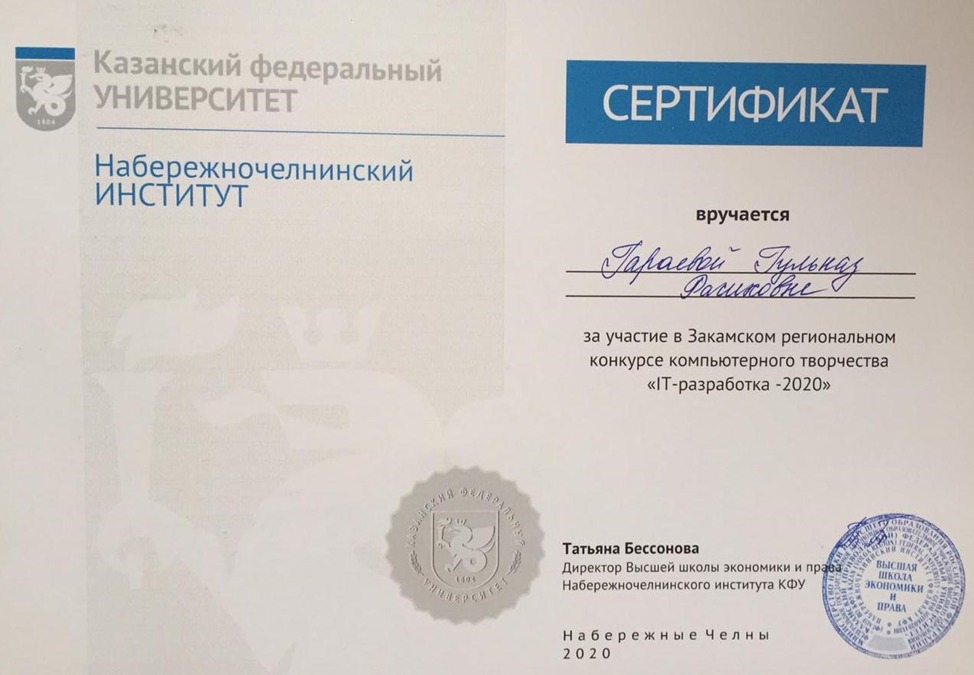 Казанский федеральный
УНИВЕРСИТЕТ
1804
Набережночелнинский
ИНСТИТУТ
СЕРТИФИКАТ
вручается
Гараевой Гульназ
Расиховне
за участие в Закамском региональном
конкурсе компьютерного творчества
«IT-разработка -2020»
КАЗАНСКИЙ ФЕДЕРАЛЬНЫЙ
УНИВЕРСИТЕТ
1804
Татьяна Бессонова
Директор Высшей школы экономики и права
Набережночелнинского института КФУ
ВЫСШАЯ
ШКОЛА
ЭКОНОМИКИ
И
ПРАВА
Набережные Челны
2020